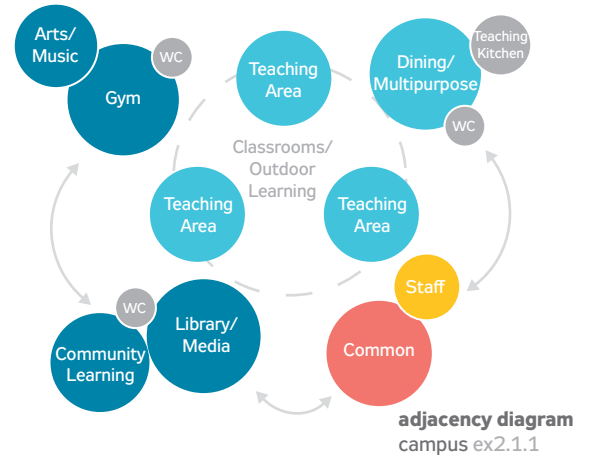 Arts/
Music
WC
Gym
Teaching
Area
Dining/
Multipurpose
Teaching
Kitchen
WC
Classrooms/
Outdoor
Learning
Teaching
Area
Teaching
Area
Staff
WC
Library/
Media
Community
Learning
Common
adjacency diagram
campus ex2.1.1